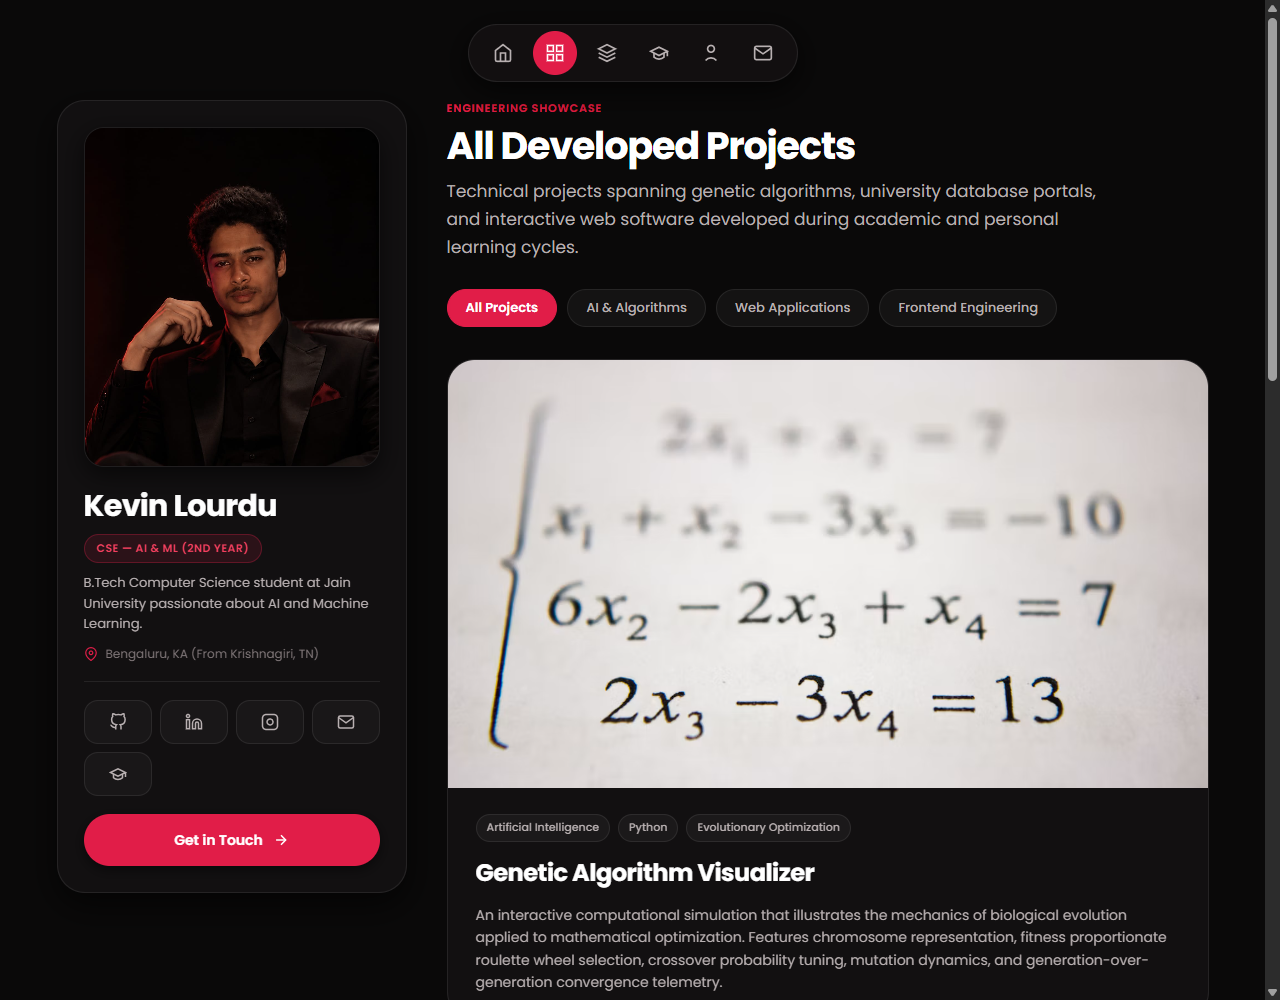 ENGINEERING SHOWCASE
All Developed Projects
Technical projects spanning genetic algorithms, university database portals,
and interactive web software developed during academic and personal
learning cycles.
All Projects
AI & Algorithms
Web Applications
Frontend Engineering
Kevin Lourdu
CSE — AI & ML (2ND YEAR)
B.Tech Computer Science student at Jain
University passionate about AI and Machine
Learning.
Bengaluru, KA (From Krishnagiri, TN)
Get in Touch →
2x₁ + x₂ − 7
x₁ + x₂ − 3x₃ = −10
6x₂ − 2x₃ + x₄ = 7
2x₃ − 3x₄ = 13
Artificial Intelligence
Python
Evolutionary Optimization
Genetic Algorithm Visualizer
An interactive computational simulation that illustrates the mechanics of biological evolution
applied to mathematical optimization. Features chromosome representation, fitness proportionate
roulette wheel selection, crossover probability tuning, mutation dynamics, and generation-over-
generation convergence telemetry.